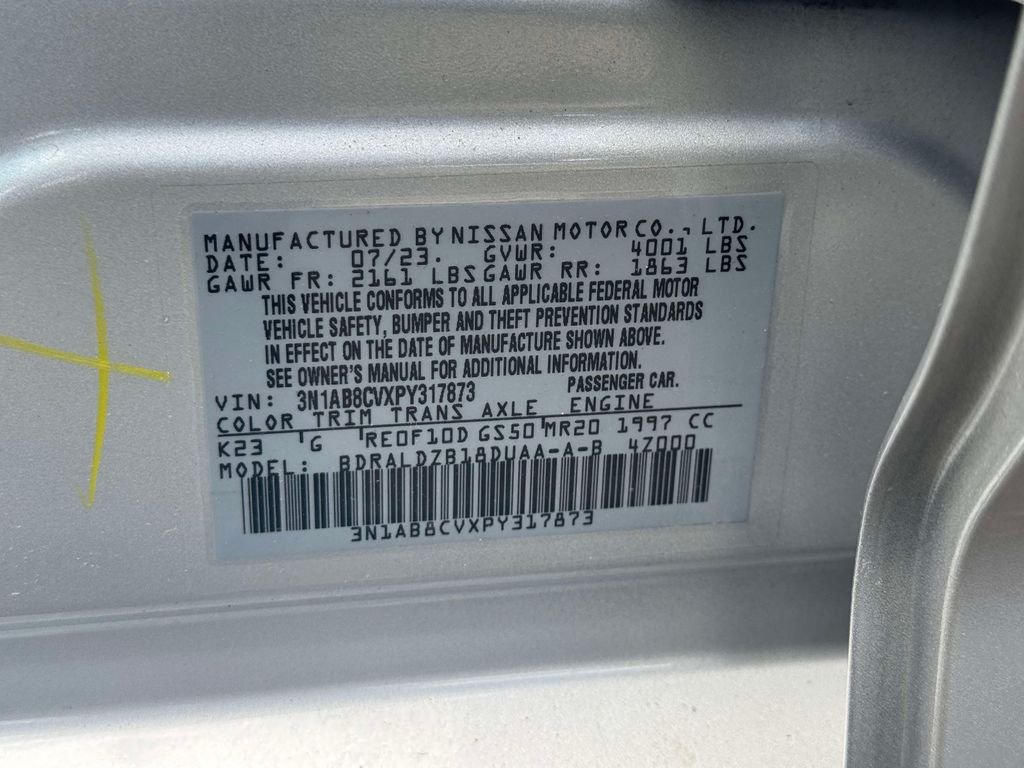 MANUFACTURED BY NISSAN MOTOR CO., LTD.
DATE: 07/23. GVWR: 4001 LBS
GAWR FR: 2161 LBS GAWR RR: 1863 LBS
THIS VEHICLE CONFORMS TO ALL APPLICABLE FEDERAL MOTOR
VEHICLE SAFETY, BUMPER AND THEFT PREVENTION STANDARDS
IN EFFECT ON THE DATE OF MANUFACTURE SHOWN ABOVE.
SEE OWNER'S MANUAL FOR ADDITIONAL INFORMATION.
VIN: 3N1AB8CVXPY317873 PASSENGER CAR.
COLOR TRIM TRANS AXLE ENGINE
K23 G RE0F10D GS50 MR20 1997 CC
MODEL: BDRALDZB18DUAA-A-B 4Z000
3N1AB8CVXPY317873